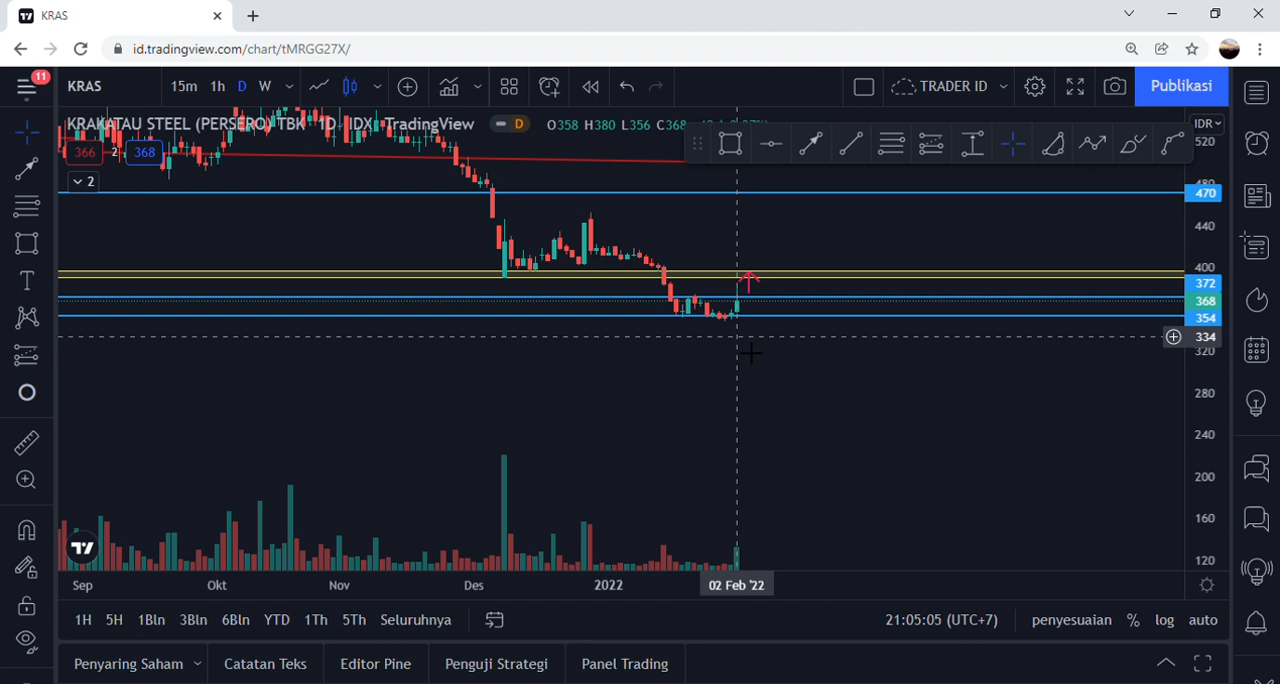 KRAS
id.tradingview.com/chart/tMRGG27X/
11
KRAS 15m 1h D W TRADER ID Publikasi
KRAKATAU STEEL (PERSERO) TBK · 1D · IDX · TradingView D O358 H380 L356 C368
366 2 368
2
IDR
520
480
470
440
400
372
368
354
334
320
280
240
200
160
120
Sep Okt Nov Des 2022 02 Feb '22
1H 5H 1Bln 3Bln 6Bln YTD 1Th 5Th Seluruhnya 21:05:05 (UTC+7) penyesuaian % log auto
Penyaring Saham Catatan Teks Editor Pine Penguji Strategi Panel Trading